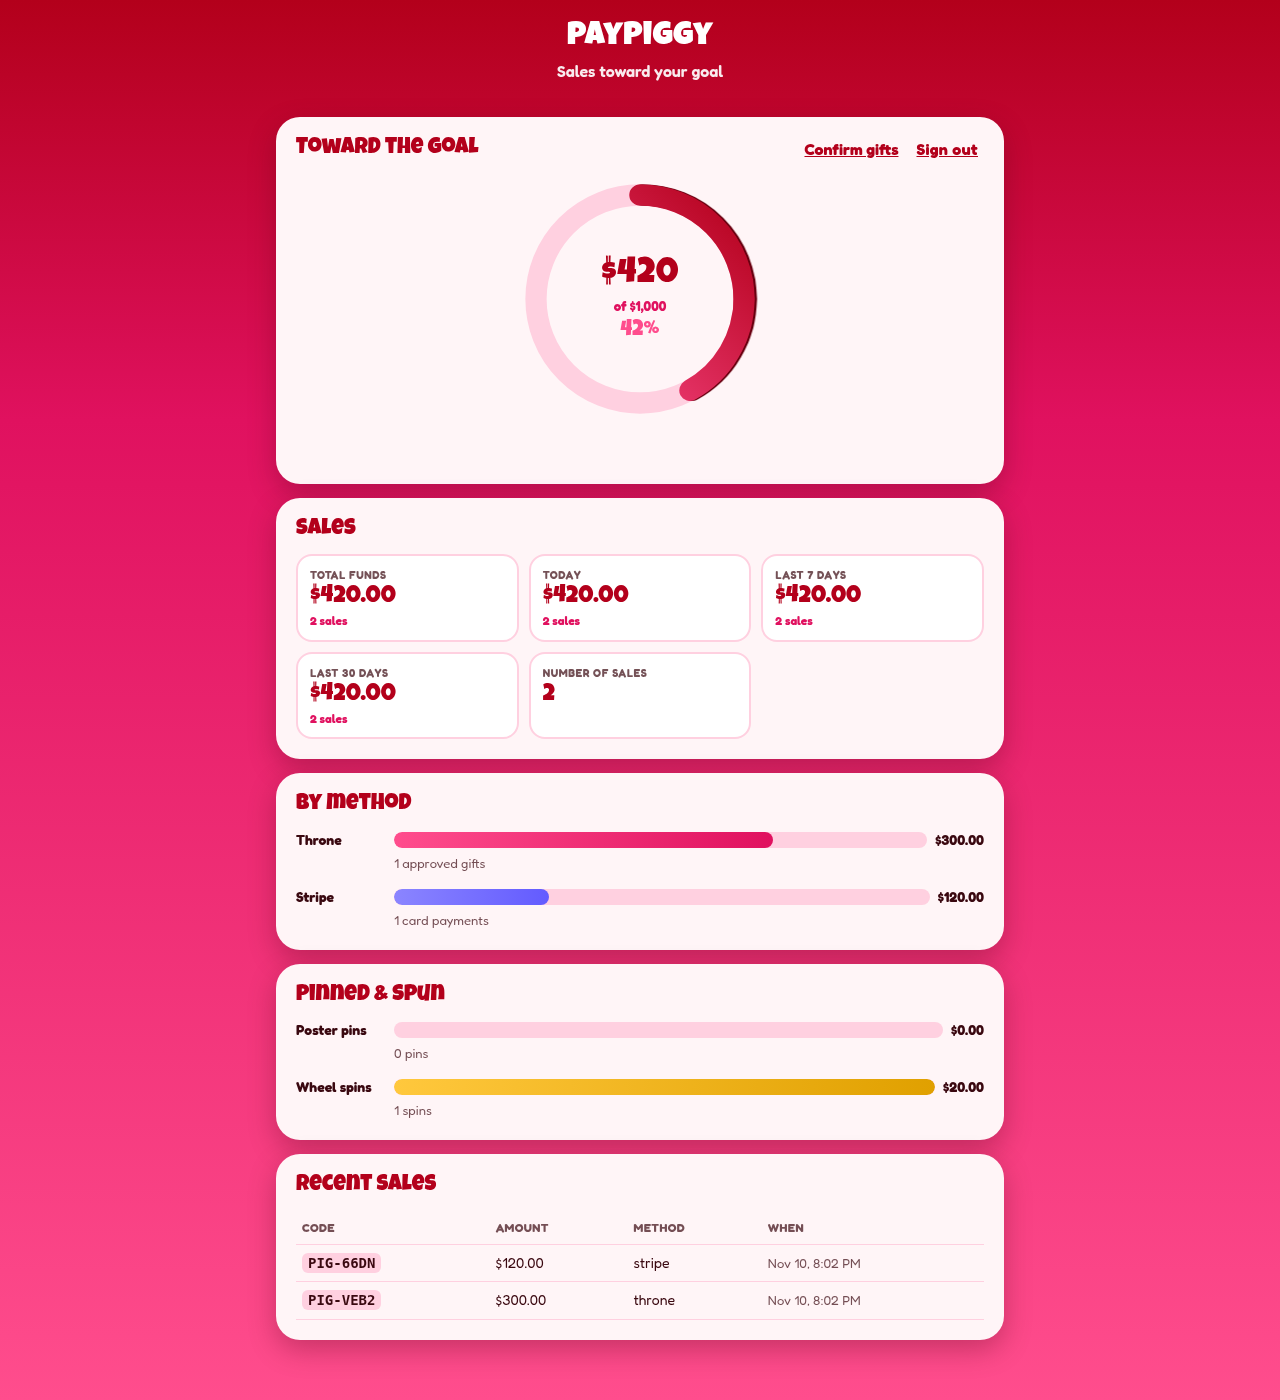 PAYPIGGY
Sales toward your goal
TOWARD THE GOAL
Confirm gifts Sign out
$420
of $1,000
42%
SALES
TOTAL FUNDS TODAY LAST 7 DAYS
$420.00 $420.00 $420.00
2 sales 2 sales 2 sales
LAST 30 DAYS NUMBER OF SALES
$420.00 2
2 sales
BY METHOD
Throne $300.00
1 approved gifts
Stripe $120.00
1 card payments
PINNED & SPUN
Poster pins $0.00
0 pins
Wheel spins $20.00
1 spins
RECENT SALES
CODE AMOUNT METHOD WHEN
PIG-66DN $120.00 stripe Nov 10, 8:02 PM
PIG-VEB2 $300.00 throne Nov 10, 8:02 PM